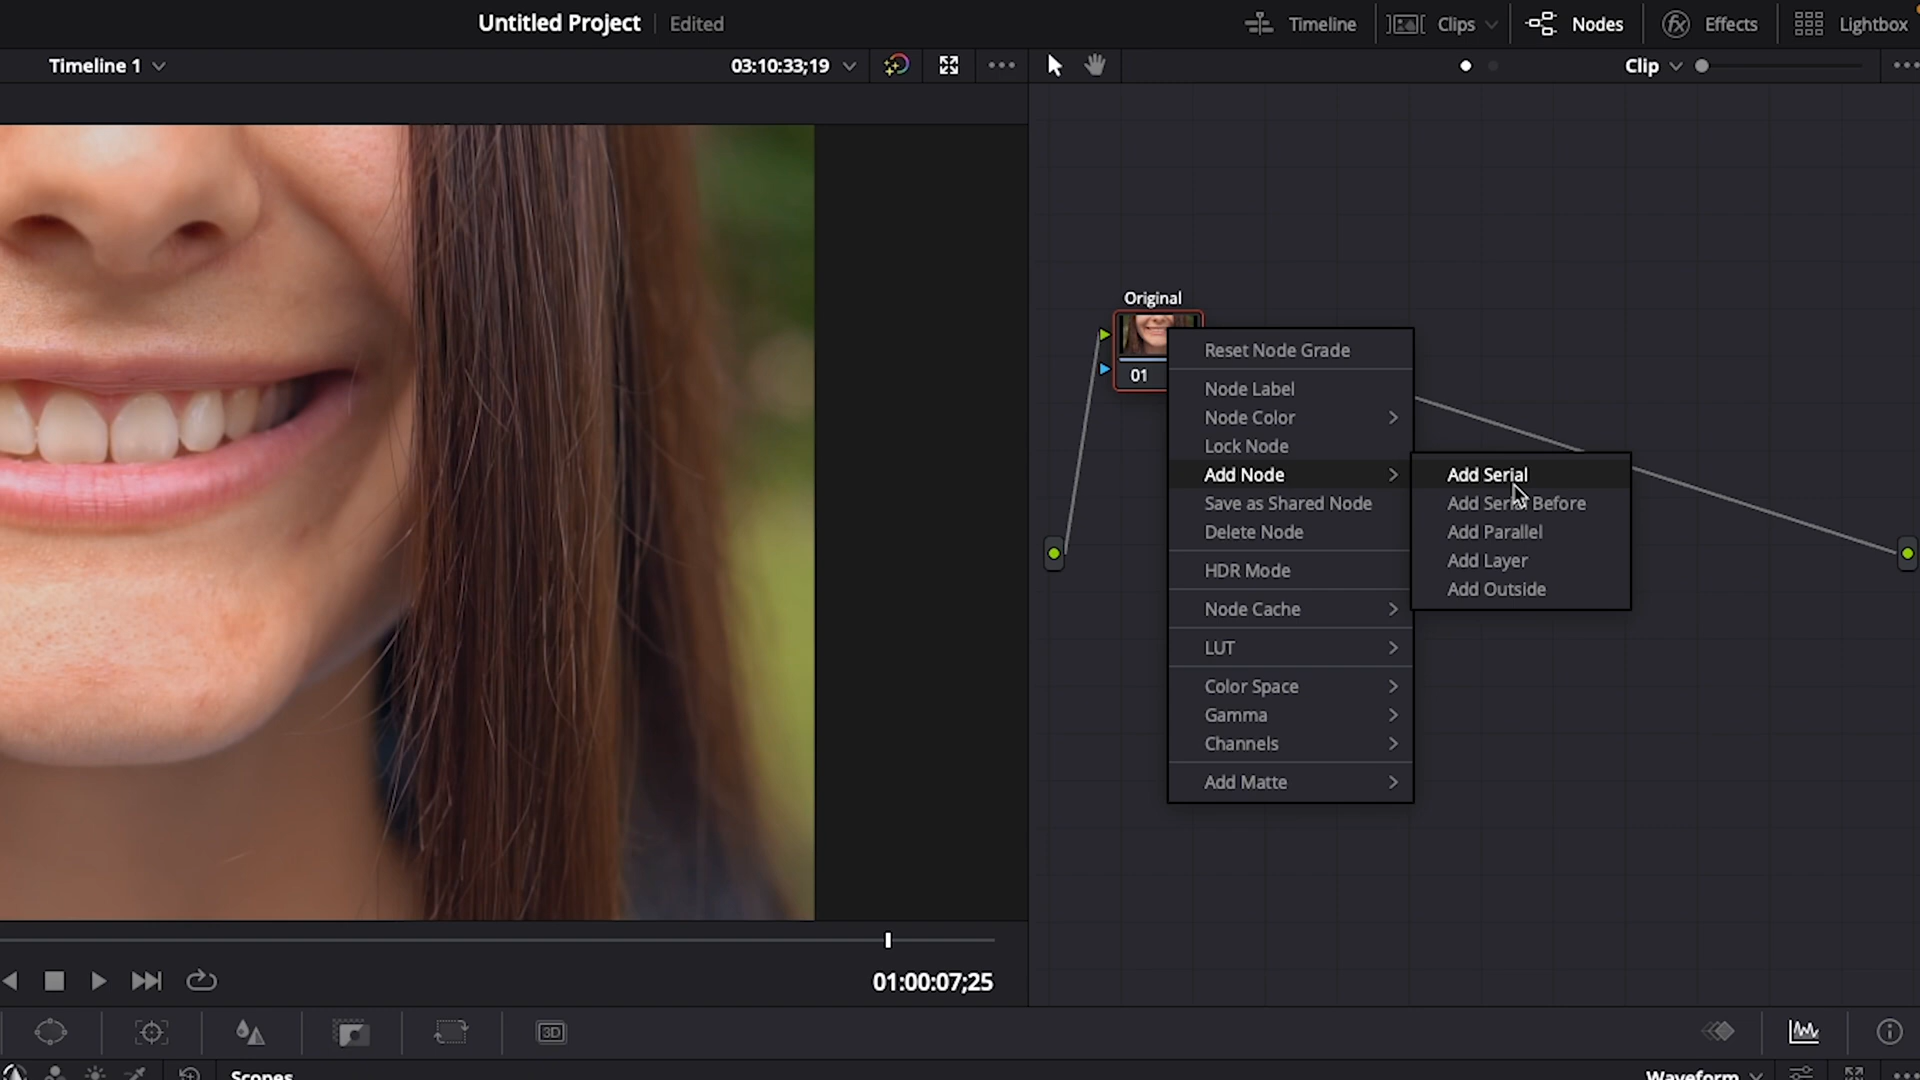 Untitled Project
Edited
Timeline
Clips
Nodes
Effects
Lightbox
Timeline 1
03:10:33;19
Clip
Original
01
Reset Node Grade
Node Label
Node Color
Lock Node
Add Node
Save as Shared Node
Delete Node
HDR Mode
Node Cache
LUT
Color Space
Gamma
Channels
Add Matte
Add Serial
Add Serial Before
Add Parallel
Add Layer
Add Outside
01:00:07;25
3D
Scopes
Waveform